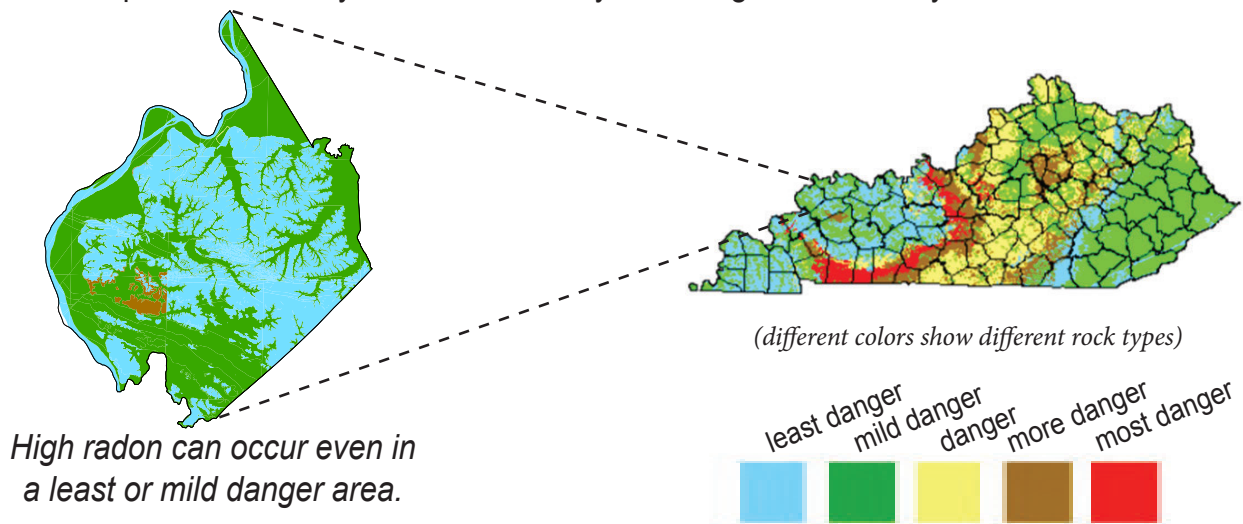 (different colors show different rock types)
least danger
mild danger
danger
more danger
most danger
High radon can occur even in
a least or mild danger area.